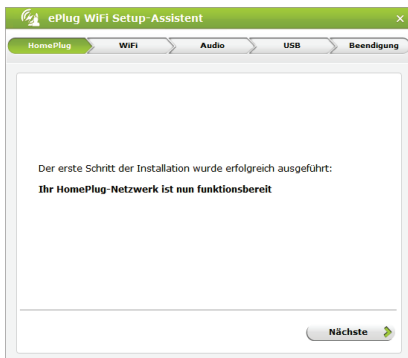 ePlug WiFi Setup-Assistent x
HomePlug WiFi Audio USB Beendigung
Der erste Schritt der Installation wurde erfolgreich ausgeführt:
Ihr HomePlug-Netzwerk ist nun funktionsbereit
Nächste